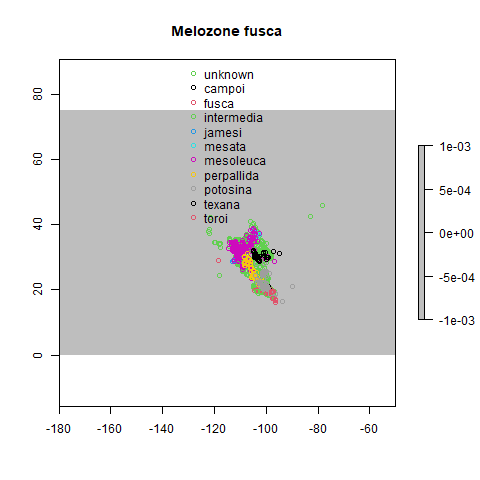 Melozone fusca
unknown
campoi
fusca
intermedia
jamesi
mesata
mesoleuca
perpallida
potosina
texana
toroi
80
60
40
20
0
-180
-160
-140
-120
-100
-80
-60
1e-03
5e-04
0e+00
-5e-04
-1e-03